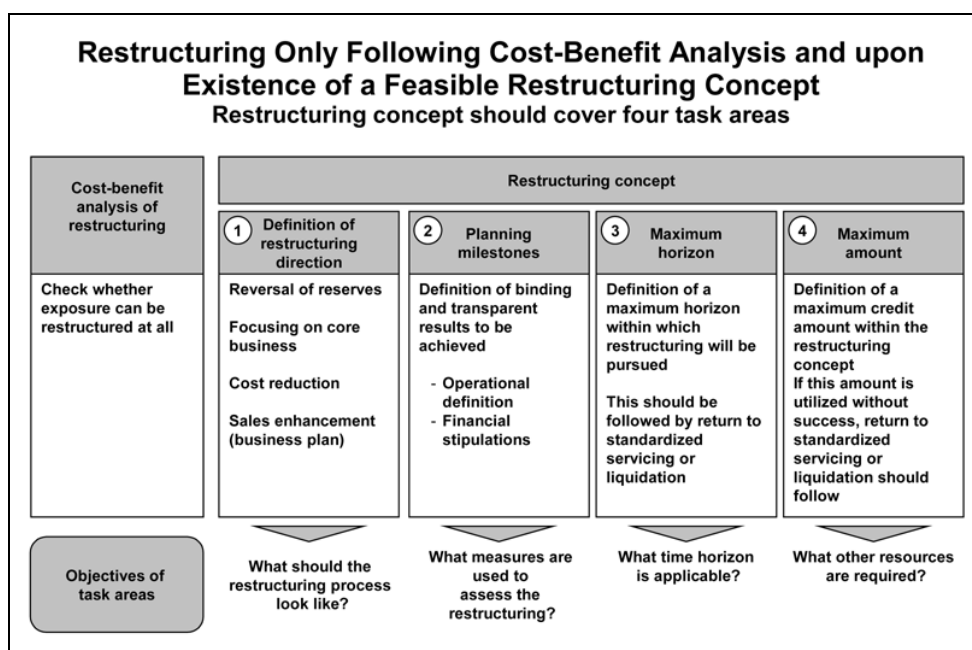 Restructuring Only Following Cost-Benefit Analysis and upon
Existence of a Feasible Restructuring Concept
Restructuring concept should cover four task areas
Cost-benefit
analysis of
restructuring
Check whether
exposure can be
restructured at all
Restructuring concept
1
Definition of
restructuring
direction
Reversal of reserves
Focusing on core
business
Cost reduction
Sales enhancement
(business plan)
2
Planning
milestones
Definition of binding
and transparent
results to be
achieved
- Operational
definition
- Financial
stipulations
3
Maximum
horizon
Definition of a
maximum horizon
within which
restructuring will be
pursued
This should be
followed by return to
standardized
servicing or
liquidation
4
Maximum
amount
Definition of a
maximum credit
amount within the
restructuring
concept
If this amount is
utilized without
success, return to
standardized
servicing or
liquidation should
follow
Objectives of
task areas
What should the
restructuring process
look like?
What measures are
used to
assess the
restructuring?
What time horizon
is applicable?
What other resources
are required?